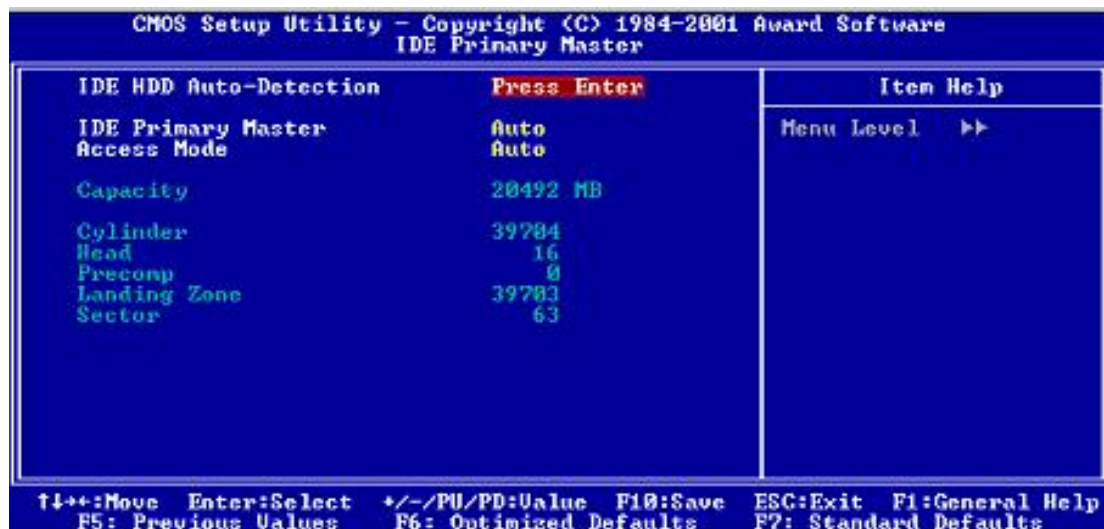 CMOS Setup Utility - Copyright (C) 1984-2001 Award Software
IDE Primary Master
IDE HDD Auto-Detection Press Enter
IDE Primary Master Auto
Access Mode Auto
Capacity 20492 MB
Cylinder 39704
Head 16
Precomp 0
Landing Zone 39703
Sector 63
Item Help
Menu Level ►►
↑↓→←:Move Enter:Select +/-/PU/PD:Value F10:Save ESC:Exit F1:General Help
F5: Previous Values F6: Optimized Defaults F7: Standard Defaults